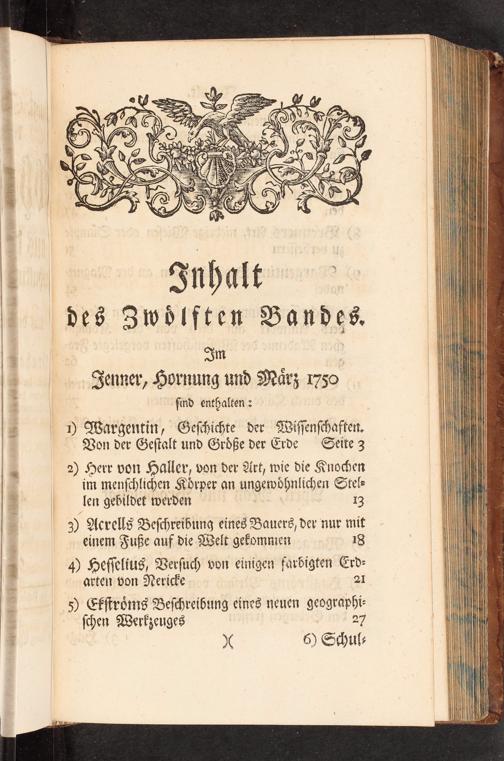 Inhalt
des Zwölften Bandes.
Im
Jenner, Hornung und März 1750
sind enthalten:
1) Wargentin, Geschichte der Wissenschaften.
Von der Gestalt und Größe der Erde Seite 3
2) Herr von Haller, von der Art, wie die Knochen
im menschlichen Körper an ungewöhnlichen Stel-
len gebildet werden 13
3) Acrells Beschreibung eines Bauers, der nur mit
einem Fuße auf die Welt gekommen 18
4) Hesselius, Versuch von einigen farbigten Erd-
arten von Nericke 21
5) Ekströms Beschreibung eines neuen geographi-
schen Werkzeuges 27
)( 6) Schul-